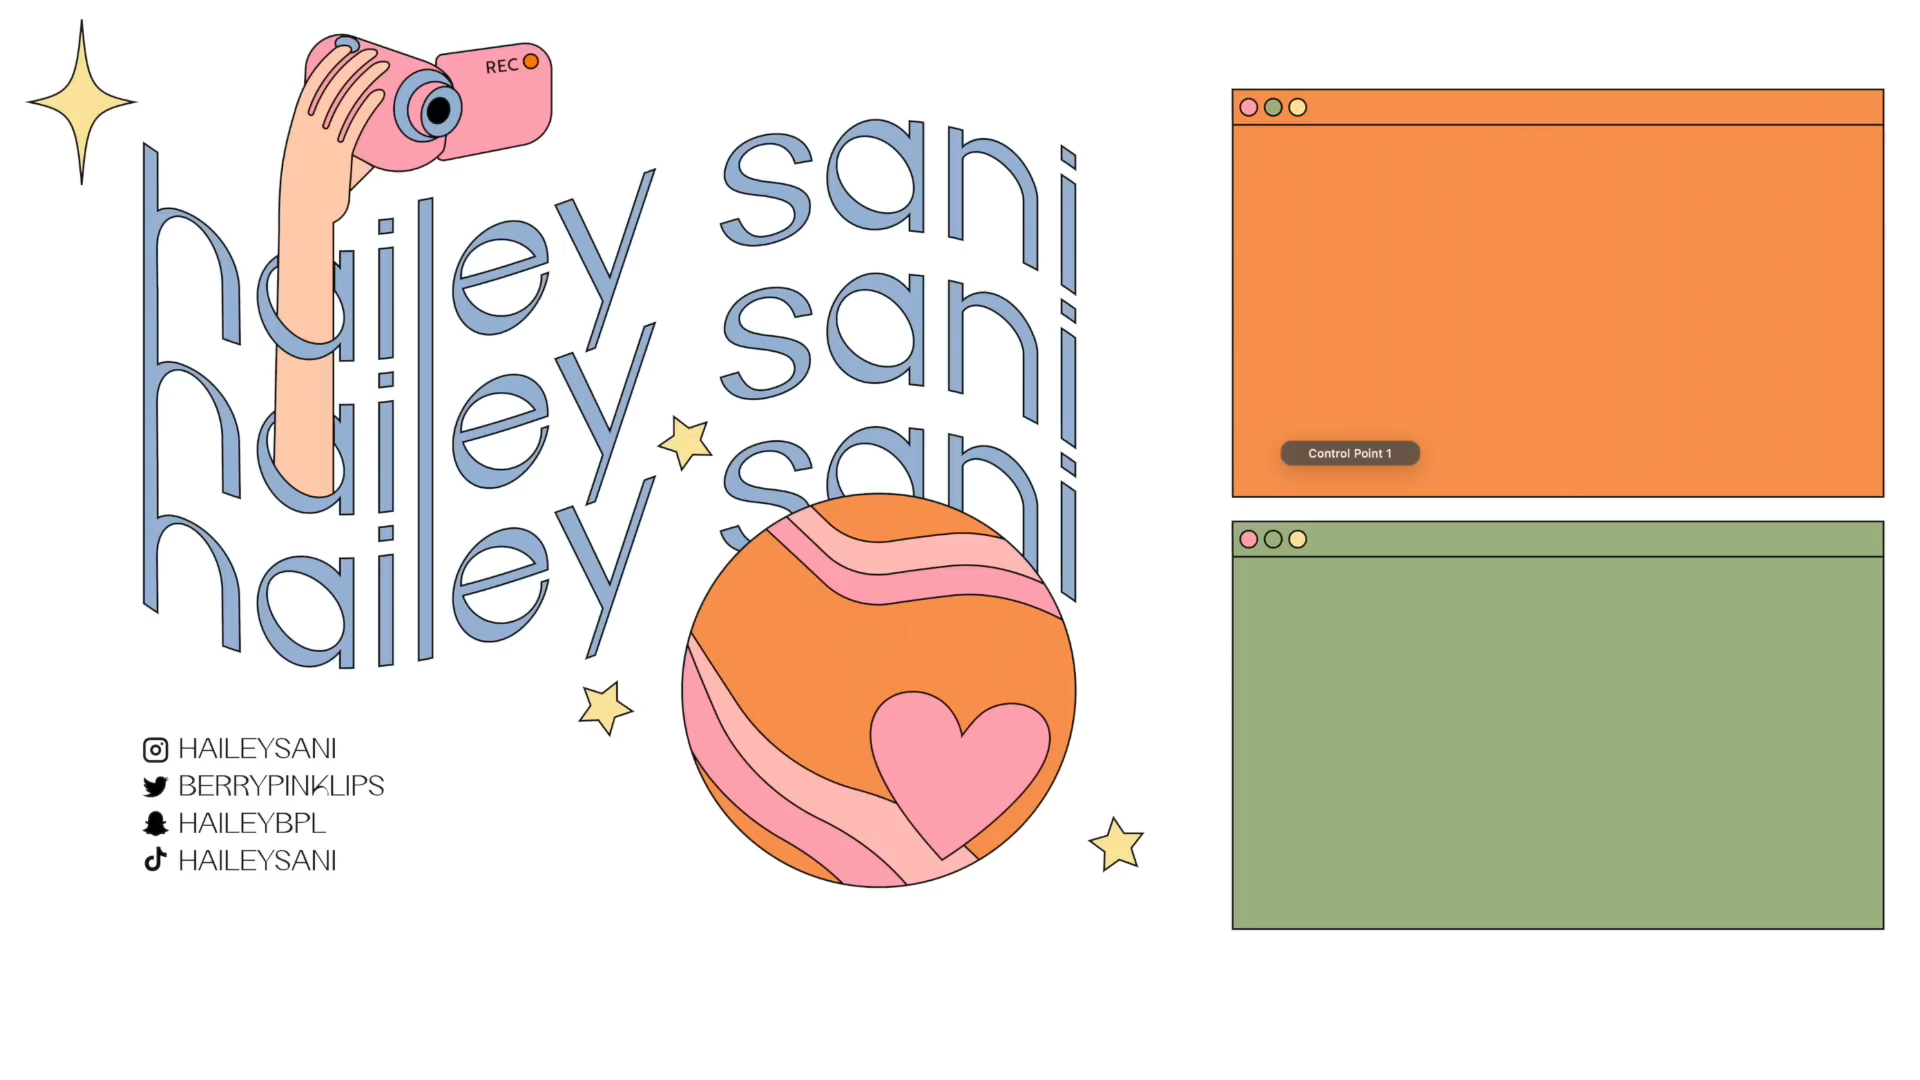 REC
hailey sani
hailey sani
hailey sani
HAILEYSANI
BERRYPINKLIPS
HAILEYBPL
HAILEYSANI
Control Point 1